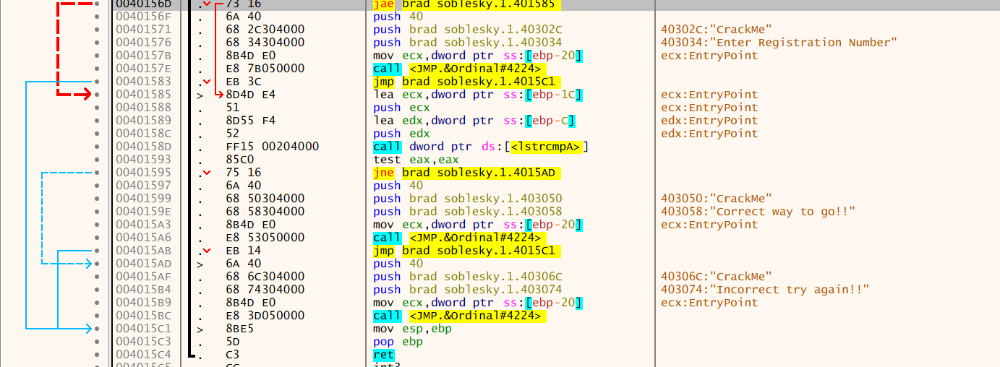 0040156D . 73 16 jae brad soblesky.1.401585
0040156F . 6A 40 push 40
00401571 . 68 2C304000 push brad soblesky.1.40302C 40302C:"CrackMe"
00401576 . 68 34304000 push brad soblesky.1.403034 403034:"Enter Registration Number"
0040157B . 8B4D E0 mov ecx,dword ptr ss:[ebp-20] ecx:EntryPoint
0040157E . E8 7B050000 call <JMP.&Ordinal#4224>
00401583 . EB 3C jmp brad soblesky.1.4015C1
00401585 > 8D4D E4 lea ecx,dword ptr ss:[ebp-1C] ecx:EntryPoint
00401588 . 51 push ecx ecx:EntryPoint
00401589 . 8D55 F4 lea edx,dword ptr ss:[ebp-C] edx:EntryPoint
0040158C . 52 push edx edx:EntryPoint
0040158D . FF15 00204000 call dword ptr ds:[<lstrcmpA>]
00401593 . 85C0 test eax,eax
00401595 . 75 16 jne brad soblesky.1.4015AD
00401597 . 6A 40 push 40
00401599 . 68 50304000 push brad soblesky.1.403050 403050:"CrackMe"
0040159E . 68 58304000 push brad soblesky.1.403058 403058:"Correct way to go!!"
004015A3 . 8B4D E0 mov ecx,dword ptr ss:[ebp-20] ecx:EntryPoint
004015A6 . E8 53050000 call <JMP.&Ordinal#4224>
004015AB . EB 14 jmp brad soblesky.1.4015C1
004015AD > 6A 40 push 40
004015AF . 68 6C304000 push brad soblesky.1.40306C 40306C:"CrackMe"
004015B4 . 68 74304000 push brad soblesky.1.403074 403074:"Incorrect try again!!"
004015B9 . 8B4D E0 mov ecx,dword ptr ss:[ebp-20] ecx:EntryPoint
004015BC . E8 3D050000 call <JMP.&Ordinal#4224>
004015C1 > 8BE5 mov esp,ebp
004015C3 . 5D pop ebp
004015C4 . C3 ret
004015C5 CC int3